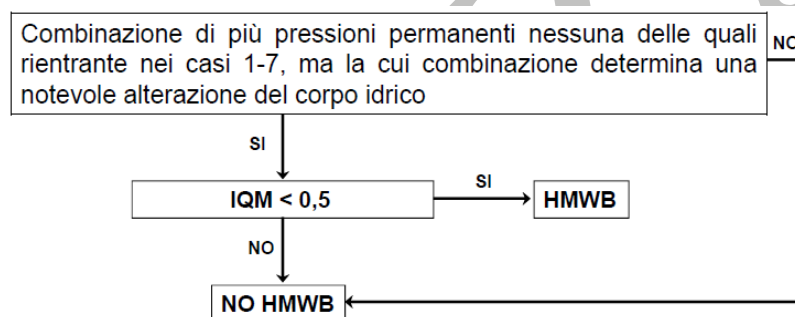 Combinazione di più pressioni permanenti nessuna delle quali
rientrante nei casi 1-7, ma la cui combinazione determina una
notevole alterazione del corpo idrico
NO
SI
IQM < 0,5
SI
HMWB
NO
NO HMWB